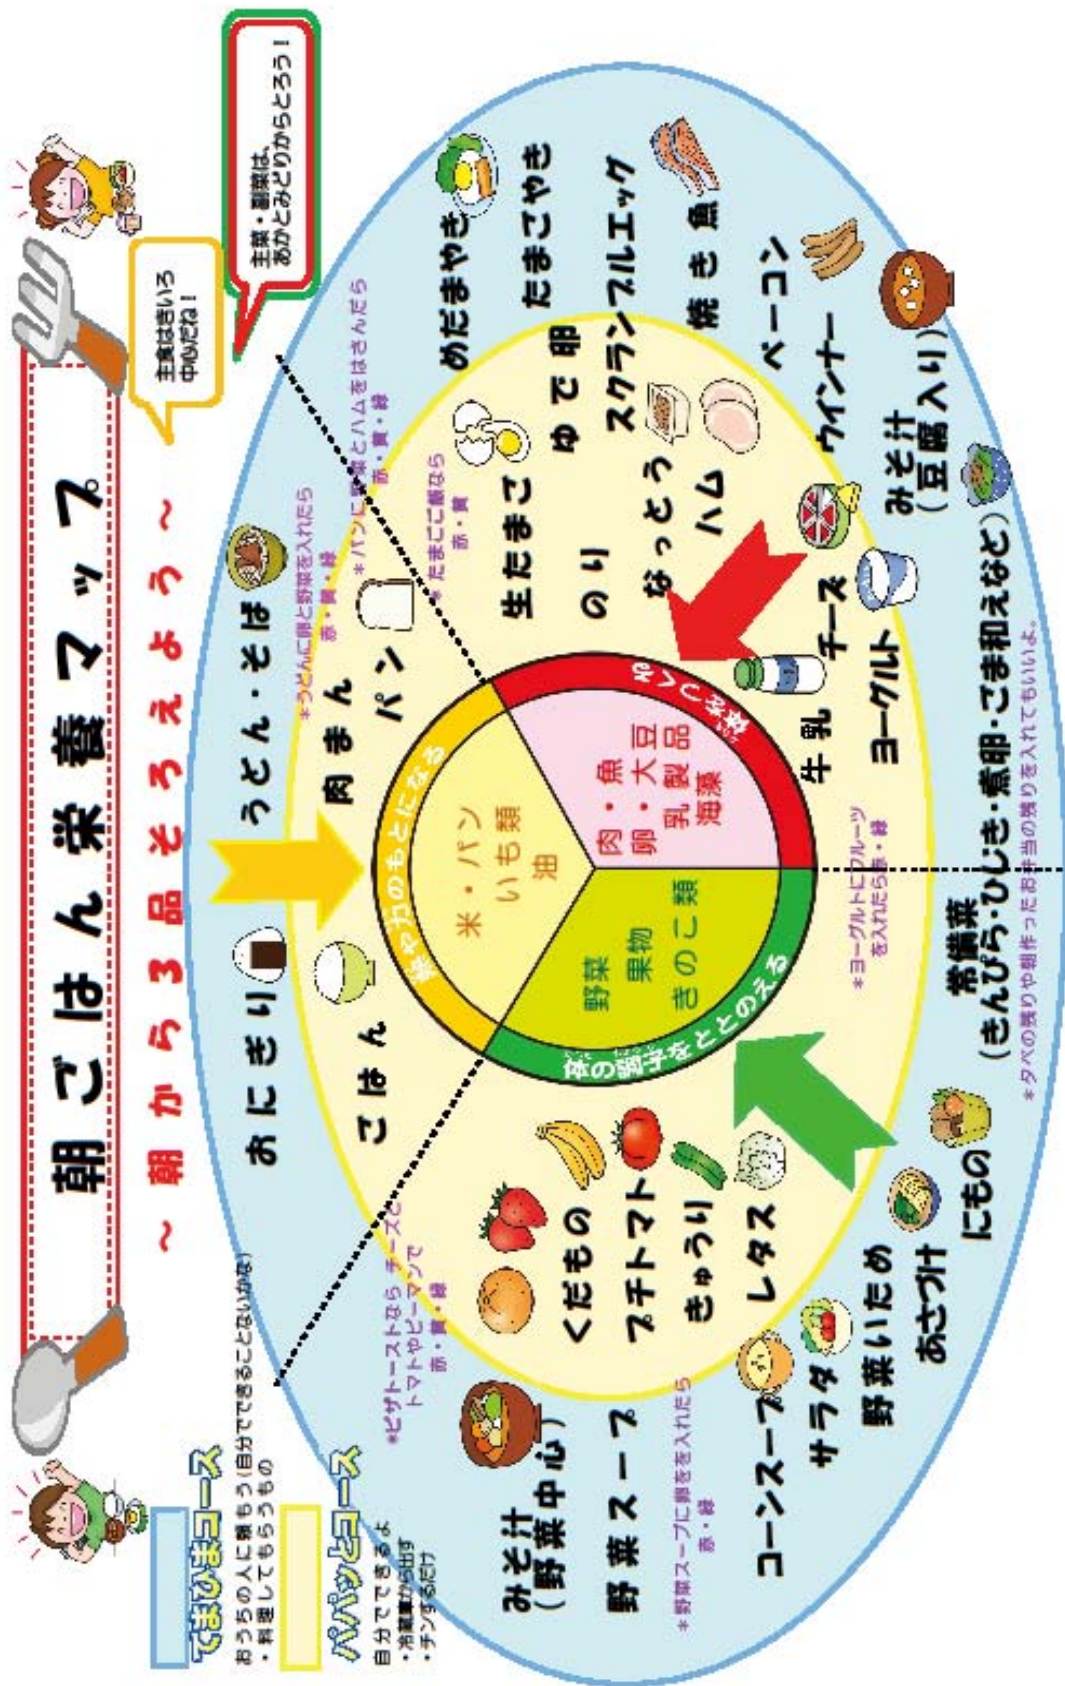 朝ごはん栄養マップ
～朝から3品そろえよう～
主食はきいろ
中心だね！
主菜・副菜は、
あかとみどりからとろう！
てまひまコース
おうちの人に頼もう（自分でできることないかな）
・料理してもらうもの
パパッとコース
自分でできるよ
・冷蔵庫から出す
・チンするだけ
おにぎり
うどん・そば
＊うどんに卵と野菜を入れたら
赤・黄・緑
ごはん
肉まん
パン
＊パンに野菜とハムをはさんだら
赤・黄・緑
＊たまごご飯なら
赤・黄
＊ピザトーストなら チーズと
トマトやピーマンで
赤・黄・緑
熱や力のもとになる
米・パン
いも類
油
体をつくる
肉・魚
卵・大豆
乳製品
海藻
体の調子をととのえる
野菜
果物
きのこ類
めだまやき
たまごやき
スクランブルエッグ
焼き魚
ベーコン
ウインナー
みそ汁
（豆腐入り）
生たまご
ゆで卵
のり
なっとう
ハム
牛乳
チーズ
ヨーグルト
＊ヨーグルトにフルーツ
を入れたら赤・緑
くだもの
プチトマト
きゅうり
レタス
みそ汁
（野菜中心）
野菜スープ
＊野菜スープに卵をを入れたら
赤・緑
コーンスープ
サラダ
野菜いため
あさづけ
にもの
常備菜
（きんぴら・ひじき・煮卵・ごま和えなど）
＊夕べの残りや朝作ったお弁当の残りを入れてもいいよ。